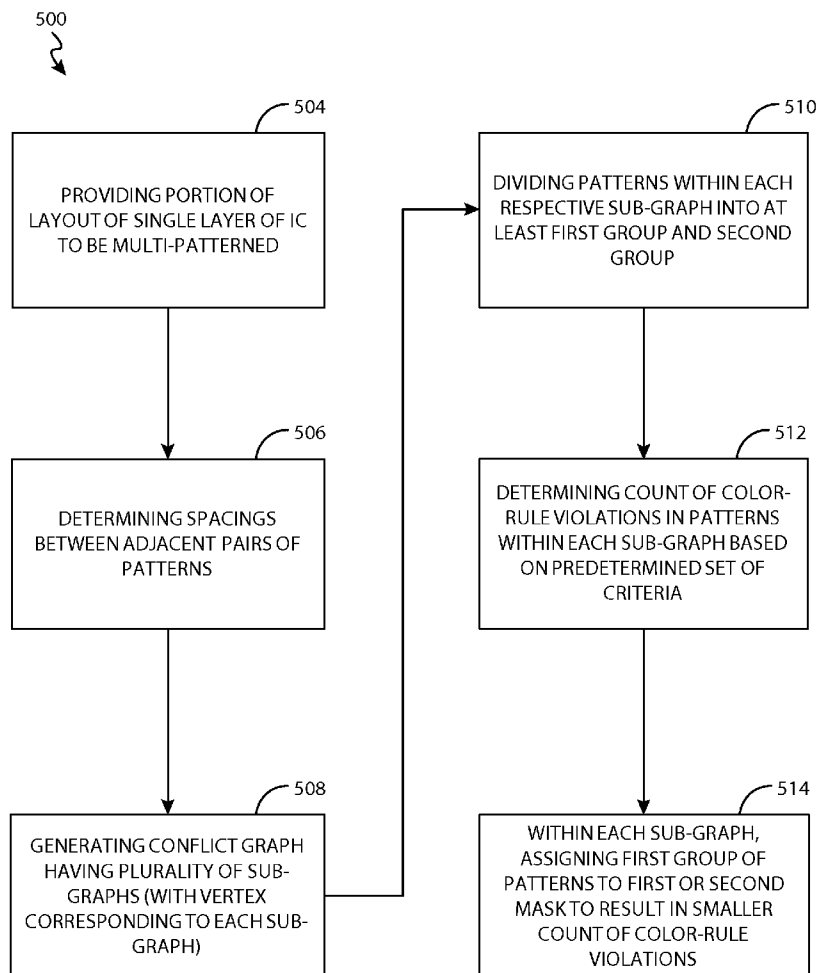 500
504
PROVIDING PORTION OF
LAYOUT OF SINGLE LAYER OF IC
TO BE MULTI-PATTERNED
506
DETERMINING SPACINGS
BETWEEN ADJACENT PAIRS OF
PATTERNS
508
GENERATING CONFLICT GRAPH
HAVING PLURALITY OF SUB-
GRAPHS (WITH VERTEX
CORRESPONDING TO EACH SUB-
GRAPH)
510
DIVIDING PATTERNS WITHIN EACH
RESPECTIVE SUB-GRAPH INTO AT
LEAST FIRST GROUP AND SECOND
GROUP
512
DETERMINING COUNT OF COLOR-
RULE VIOLATIONS IN PATTERNS
WITHIN EACH SUB-GRAPH BASED
ON PREDETERMINED SET OF
CRITERIA
514
WITHIN EACH SUB-GRAPH,
ASSIGNING FIRST GROUP OF
PATTERNS TO FIRST OR SECOND
MASK TO RESULT IN SMALLER
COUNT OF COLOR-RULE
VIOLATIONS